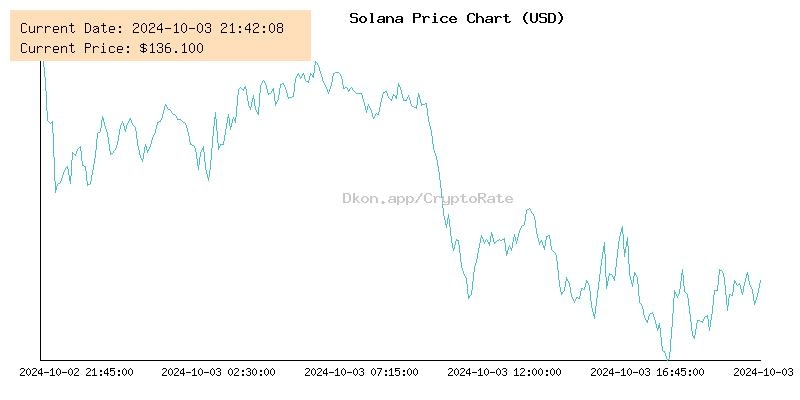 Solana Price Chart (USD)
Current Date: 2024-10-03 21:42:08
Current Price: $136.100
Dkon.app/CryptoRate
2024-10-02 21:45:00 2024-10-03 02:30:00 2024-10-03 07:15:00 2024-10-03 12:00:00 2024-10-03 16:45:00 2024-10-03